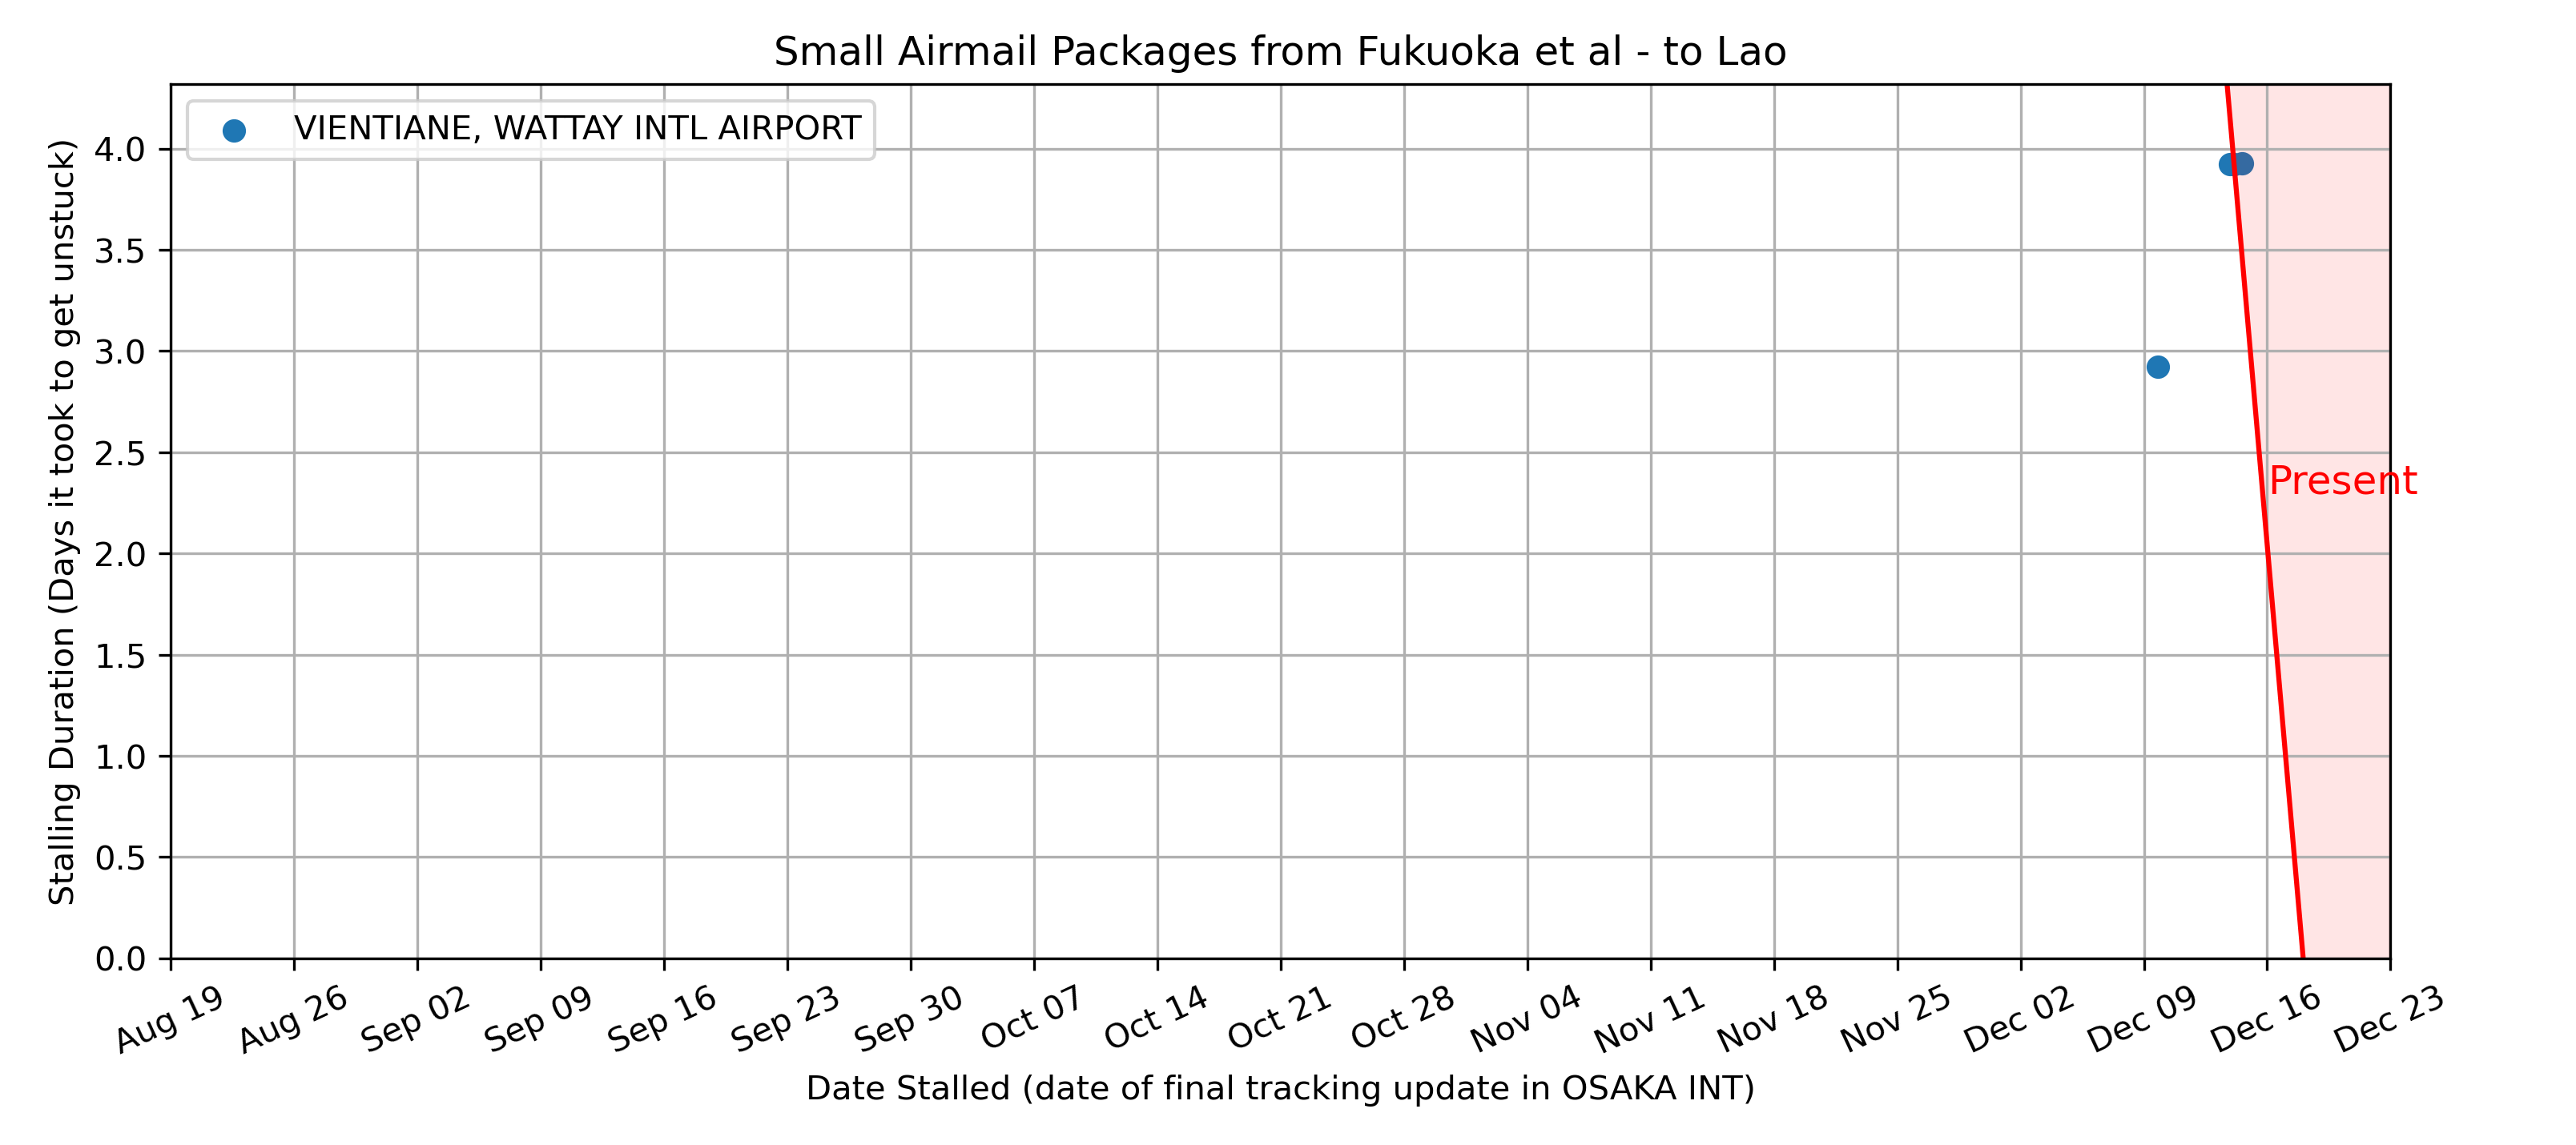 Small Airmail Packages from Fukuoka et al - to Lao
VIENTIANE, WATTAY INTL AIRPORT
Stalling Duration (Days it took to get unstuck)
4.0
3.5
3.0
2.5
2.0
1.5
1.0
0.5
0.0
Present
Aug 19
Aug 26
Sep 02
Sep 09
Sep 16
Sep 23
Sep 30
Oct 07
Oct 14
Oct 21
Oct 28
Nov 04
Nov 11
Nov 18
Nov 25
Dec 02
Dec 09
Dec 16
Dec 23
Date Stalled (date of final tracking update in OSAKA INT)